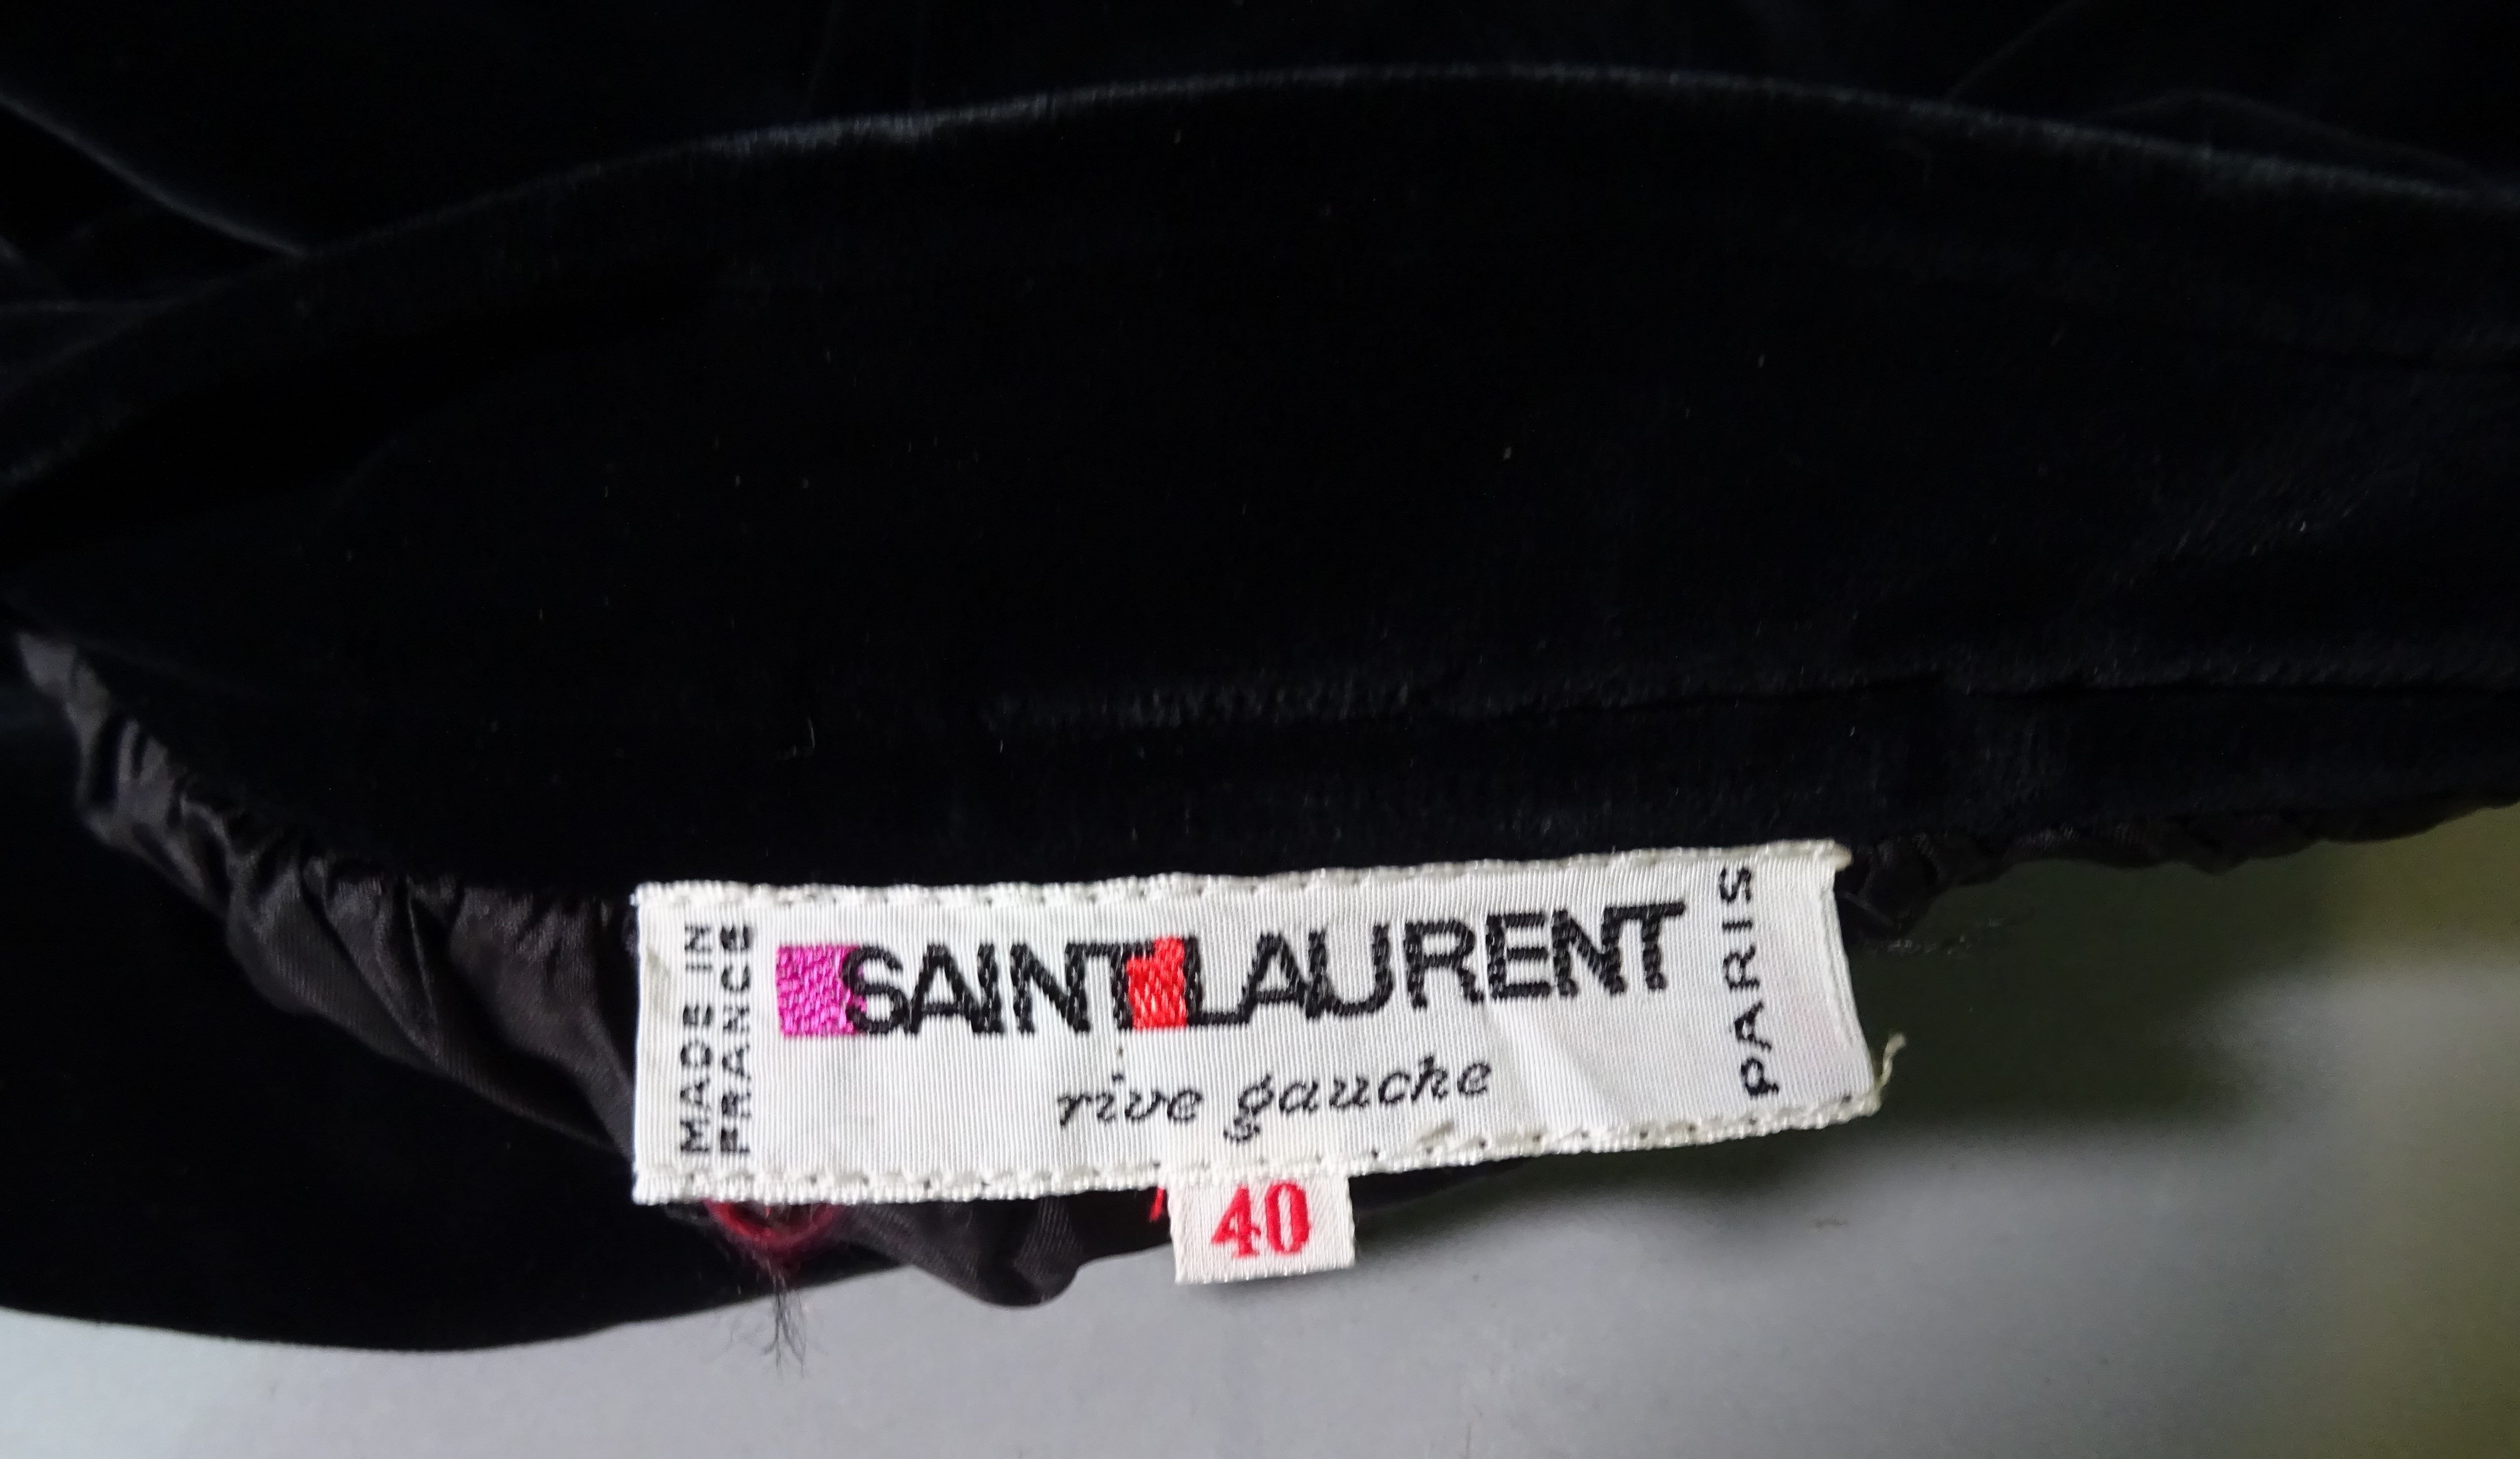 MADE IN
FRANCE
SAINT LAURENT
rive gauche
PARIS
40